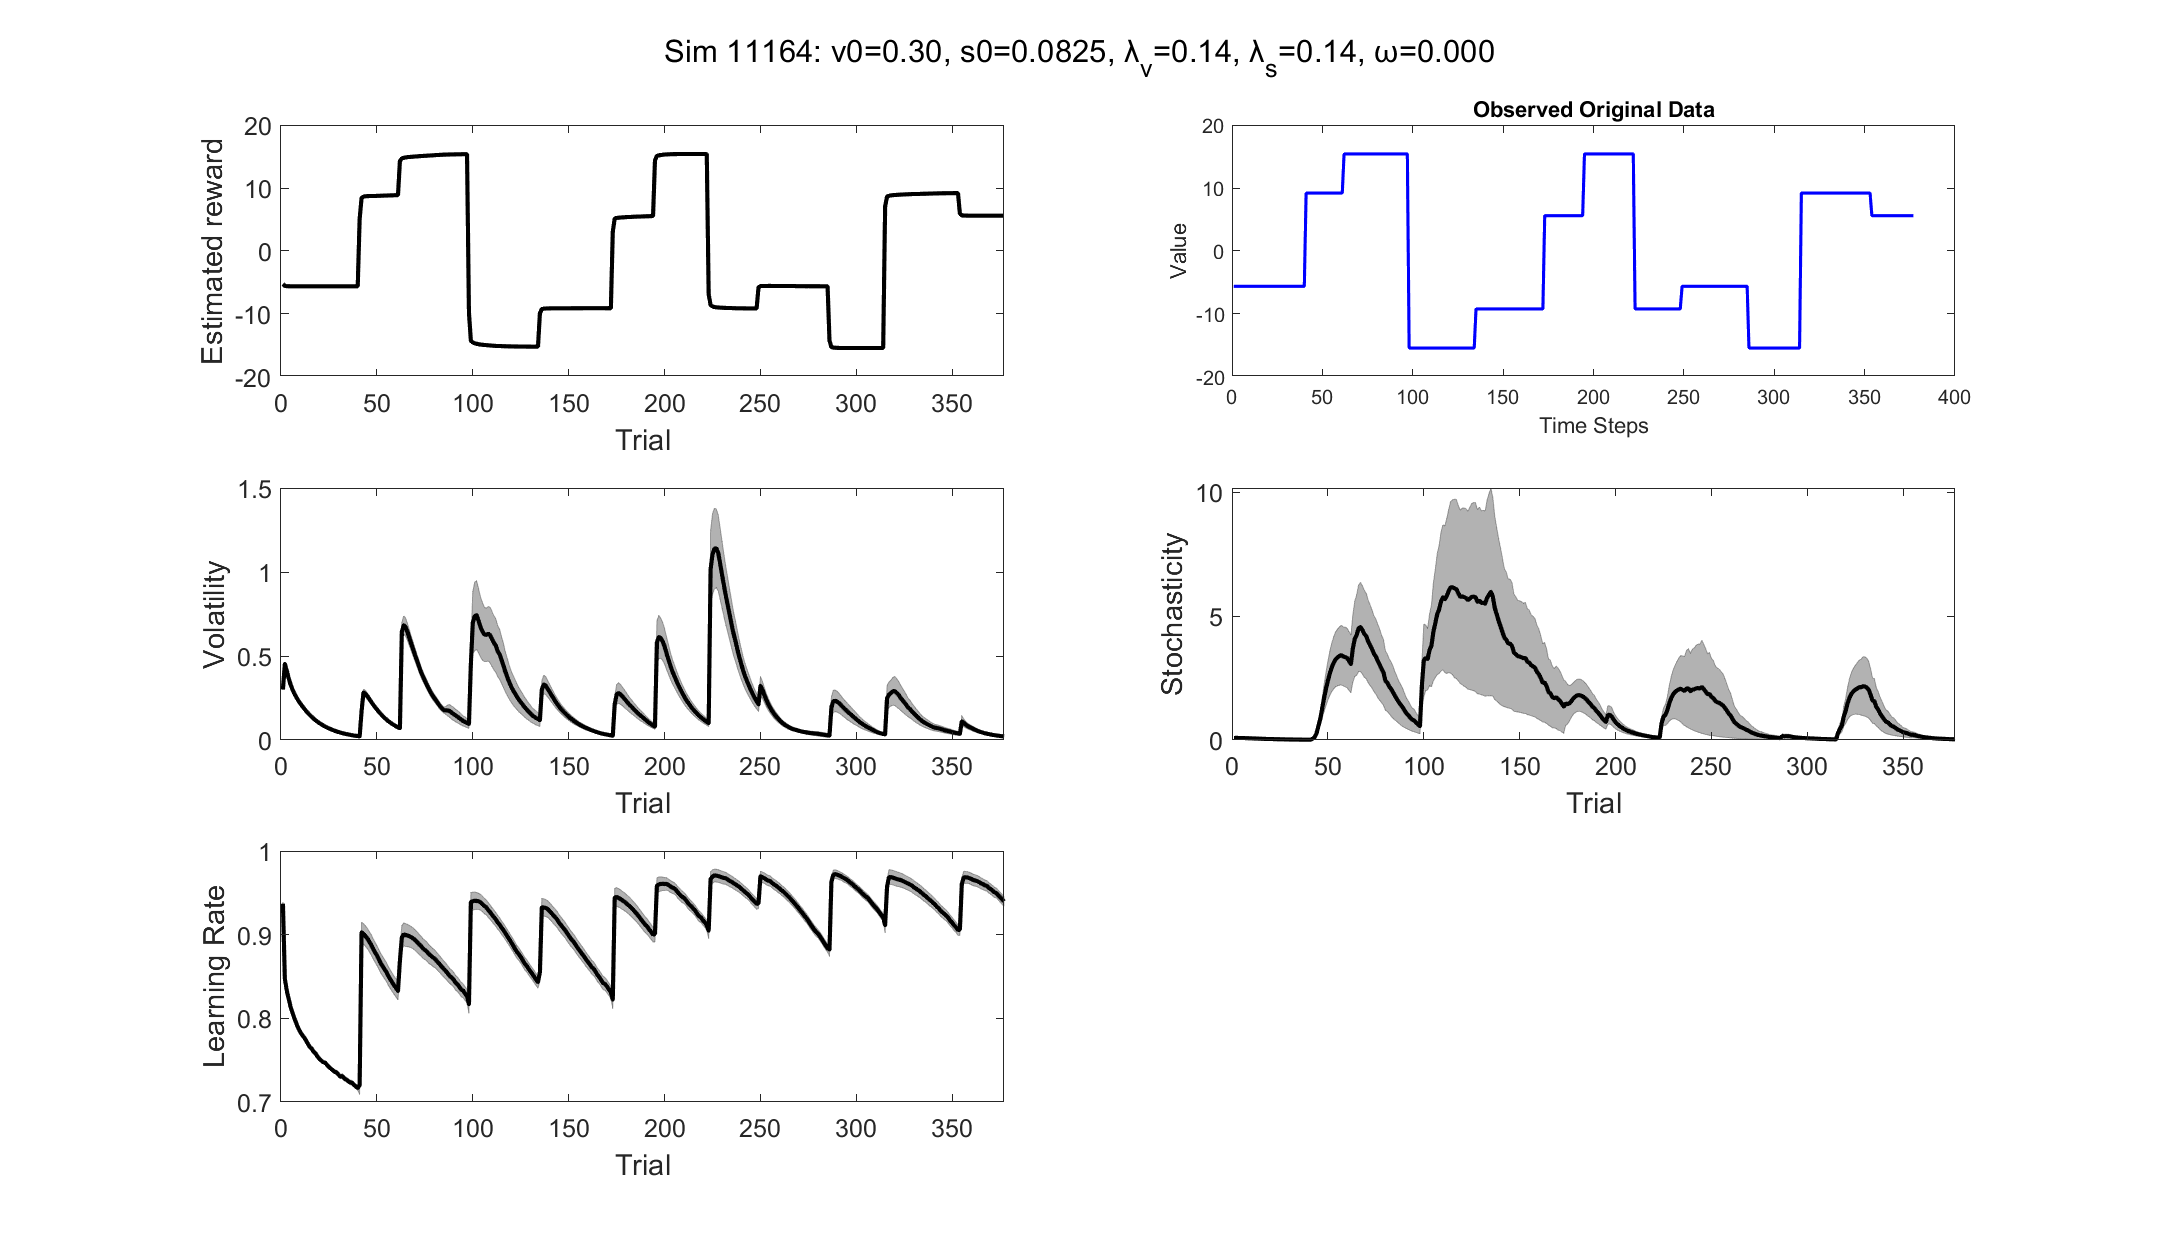 Sim 11164: v0=0.30, s0=0.0825, λ_v=0.14, λ_s=0.14, ω=0.000
20
10
0
-10
-20
Estimated reward
0 50 100 150 200 250 300 350
Trial
Observed Original Data
20
10
0
-10
-20
Value
0 50 100 150 200 250 300 350 400
Time Steps
1.5
1
0.5
0
Volatility
0 50 100 150 200 250 300 350
Trial
10
5
0
Stochasticity
0 50 100 150 200 250 300 350
Trial
1
0.9
0.8
0.7
Learning Rate
0 50 100 150 200 250 300 350
Trial